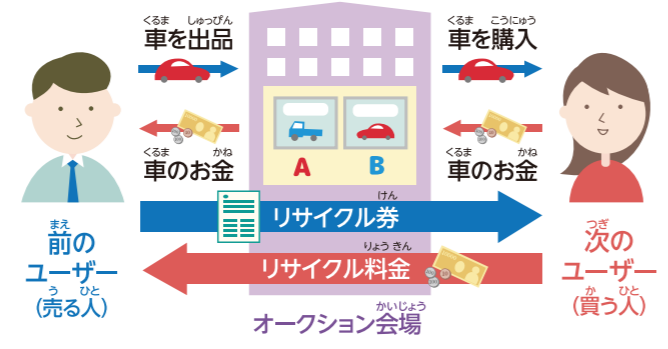 くるま しゅっぴん
車を出品
くるま こうにゅう
車を購入
くるま かね
車のお金
くるま かね
車のお金
A
B
けん
リサイクル券
りょう きん
リサイクル料金
まえ
前の
ユーザー
う ひと
(売る人)
つぎ
次の
ユーザー
か ひと
(買う人)
かいじょう
オークション会場